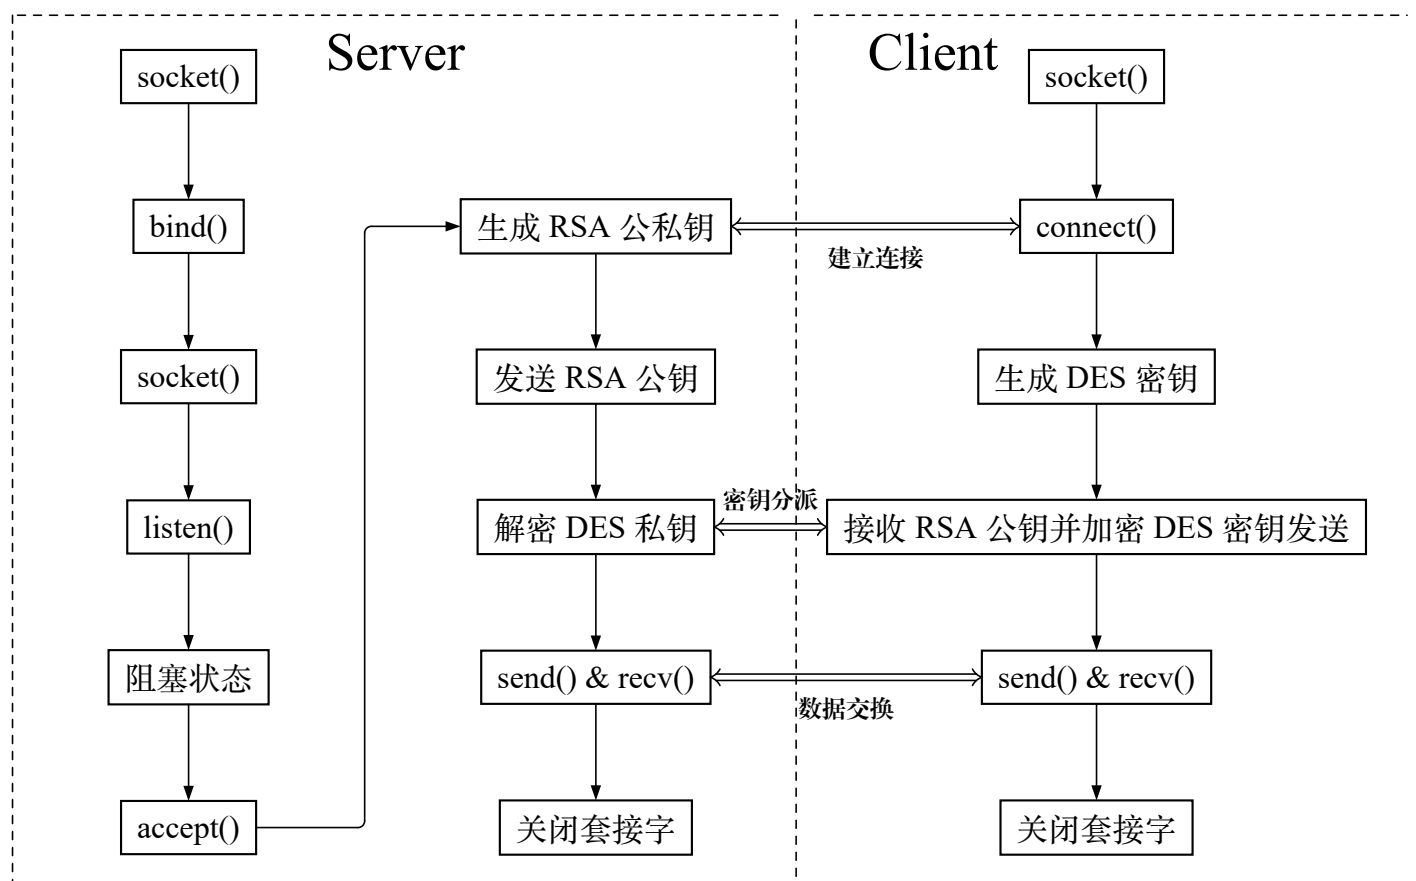 Server
socket()
bind()
socket()
listen()
阻塞状态
accept()
生成 RSA 公私钥
发送 RSA 公钥
解密 DES 私钥
send() & recv()
关闭套接字
建立连接
密钥分派
数据交换
Client
socket()
connect()
生成 DES 密钥
接收 RSA 公钥并加密 DES 密钥发送
send() & recv()
关闭套接字